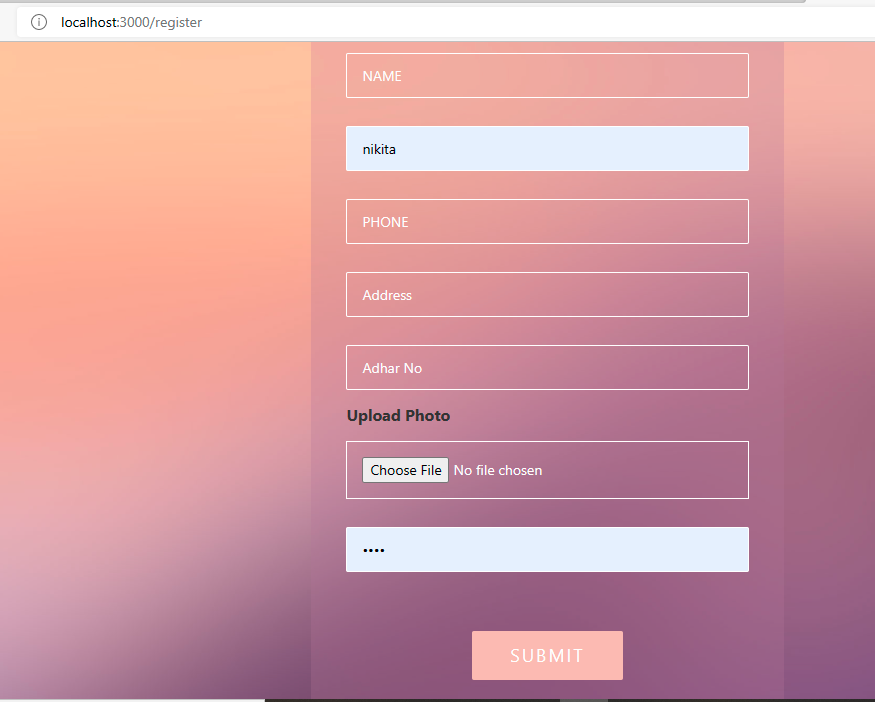 localhost:3000/register
NAME
nikita
PHONE
Address
Adhar No
Upload Photo
Choose File No file chosen
••••
SUBMIT